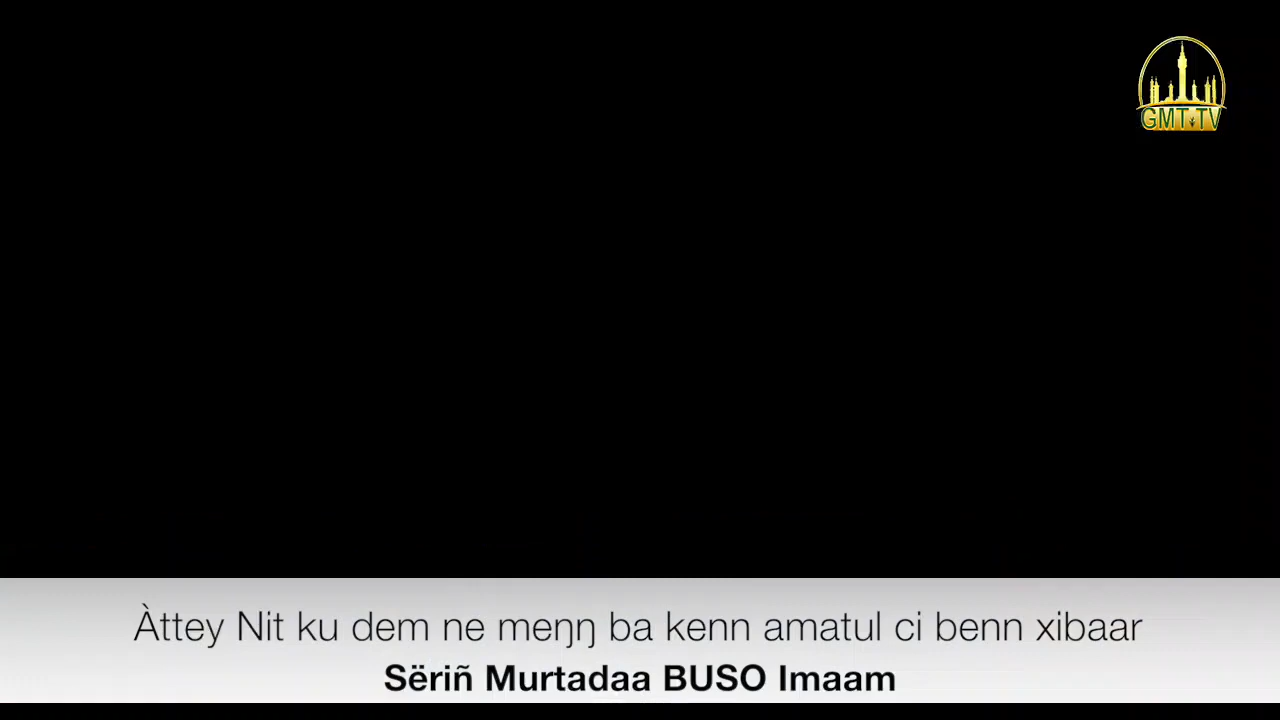 GMT TV
Àttey Nit ku dem ne meŋŋ ba kenn amatul ci benn xibaar
Sëriñ Murtadaa BUSO Imaam